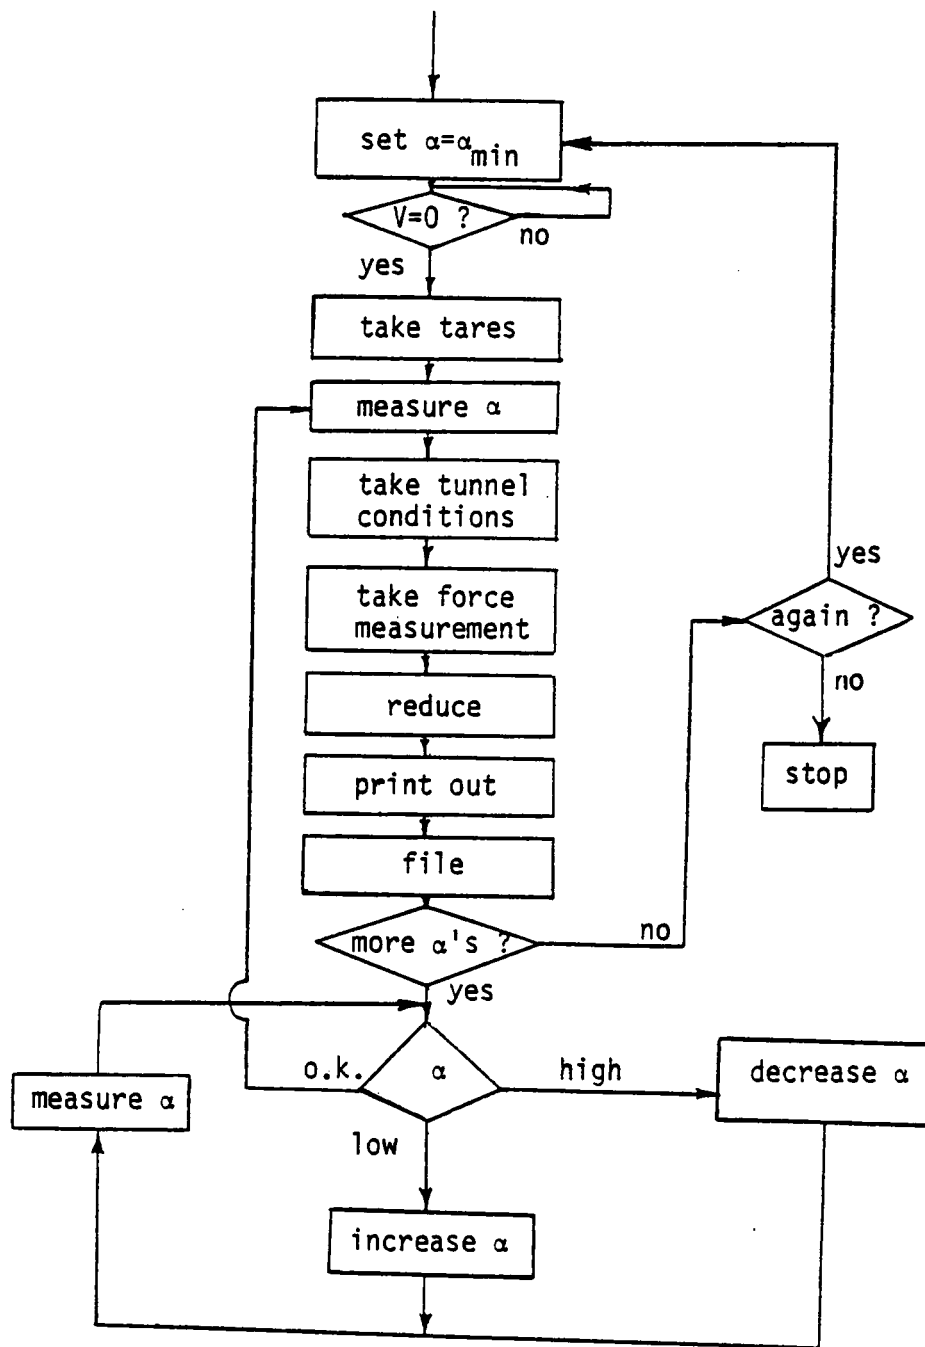 set α=α min
V=0 ?
no
yes
take tares
measure α
take tunnel
conditions
take force
measurement
yes
again ?
no
reduce
stop
print out
file
more α's ?
no
yes
o.k.
α
high
decrease α
measure α
low
increase α